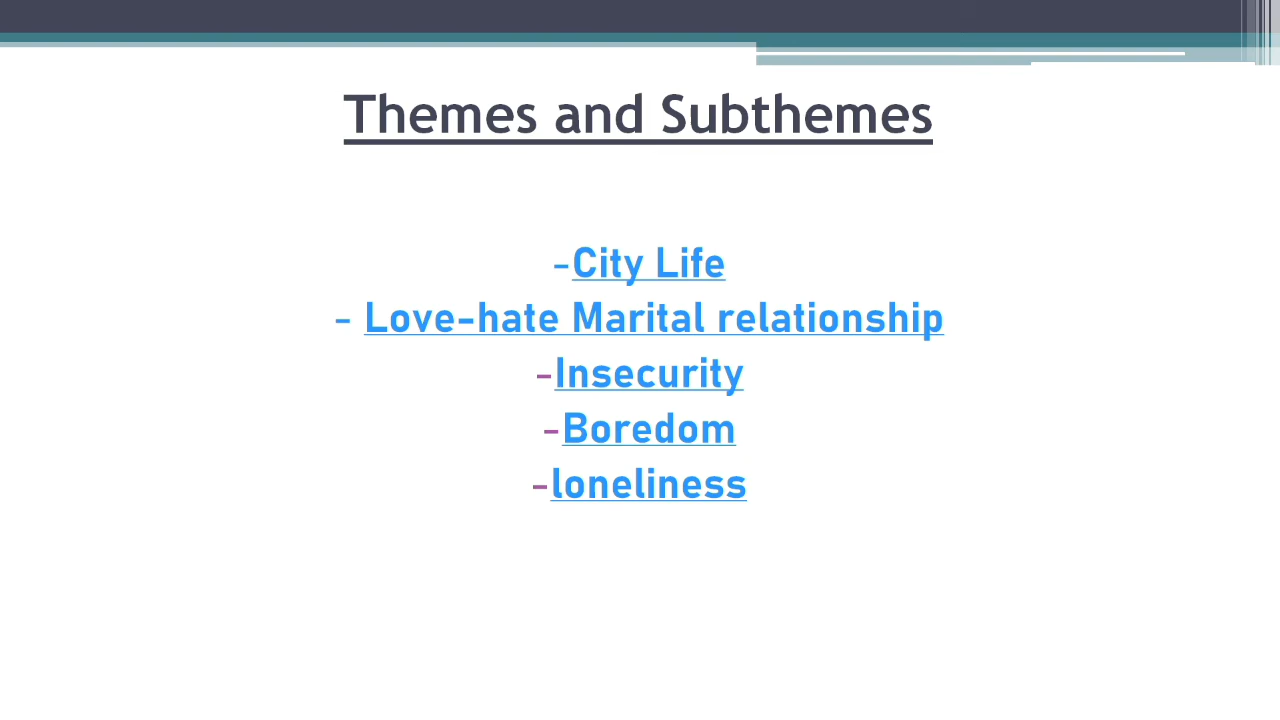 Themes and Subthemes
-City Life
- Love-hate Marital relationship
-Insecurity
-Boredom
-loneliness